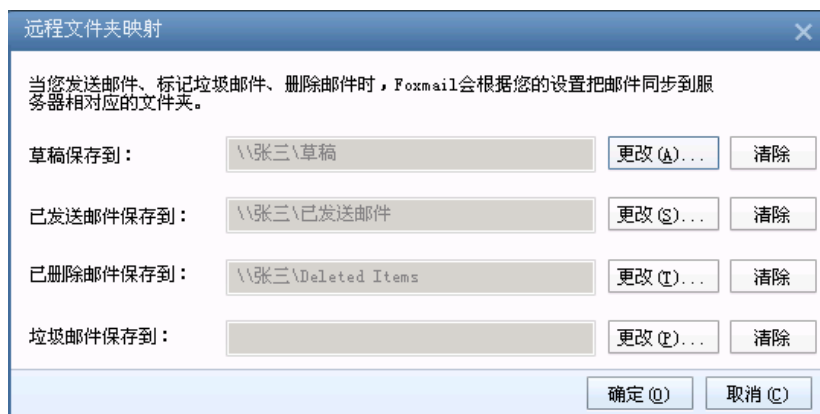 远程文件夹映射
当您发送邮件、标记垃圾邮件、删除邮件时，Foxmail会根据您的设置把邮件同步到服
务器相对应的文件夹。
草稿保存到： \\张三\草稿 更改(A)... 清除
已发送邮件保存到： \\张三\已发送邮件 更改(S)... 清除
已删除邮件保存到： \\张三\Deleted Items 更改(T)... 清除
垃圾邮件保存到： 更改(P)... 清除
确定(O) 取消(C)